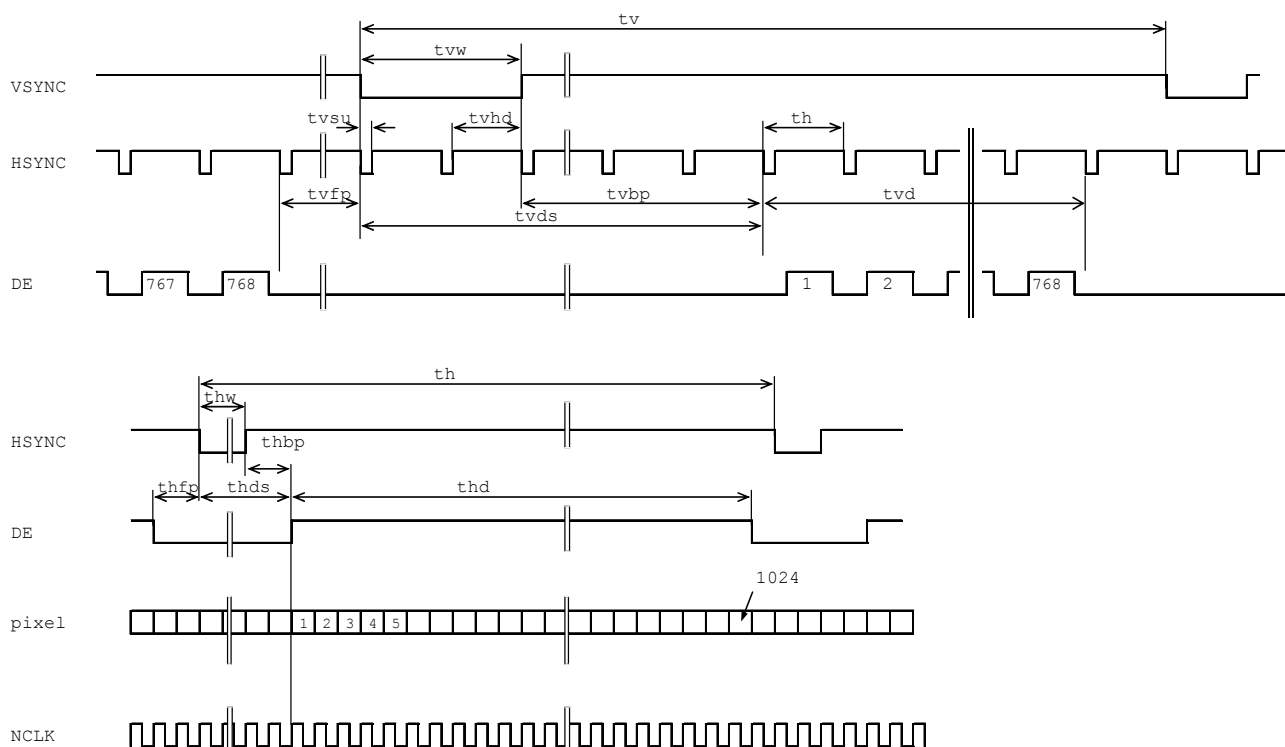 tv
tvw
VSYNC
tvsu
tvhd
th
HSYNC
tvfp
tvbp
tvd
tvds
DE
767
768
1
2
768
th
thw
HSYNC
thbp
thfp
thds
thd
DE
1024
pixel
1
2
3
4
5
NCLK